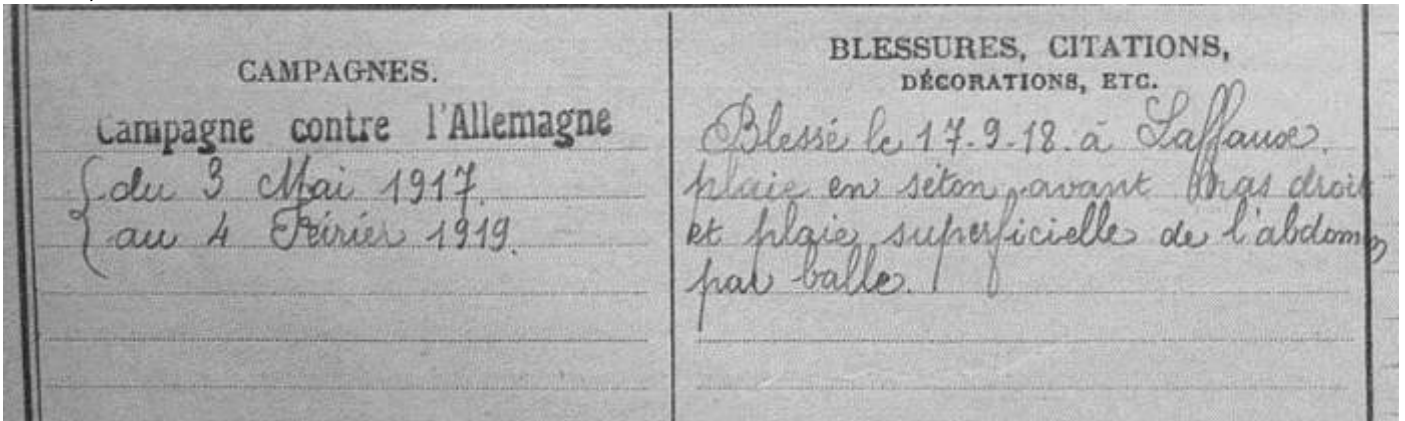 CAMPAGNES.
Campagne contre l'Allemagne
du 3 Mai 1917.
au 4 Février 1919.
BLESSURES, CITATIONS,
DÉCORATIONS, ETC.
Blessé le 17.9.18. à Laffaux.
plaie en séton avant bras droit
et plaie superficielle de l'abdomen
par balle.